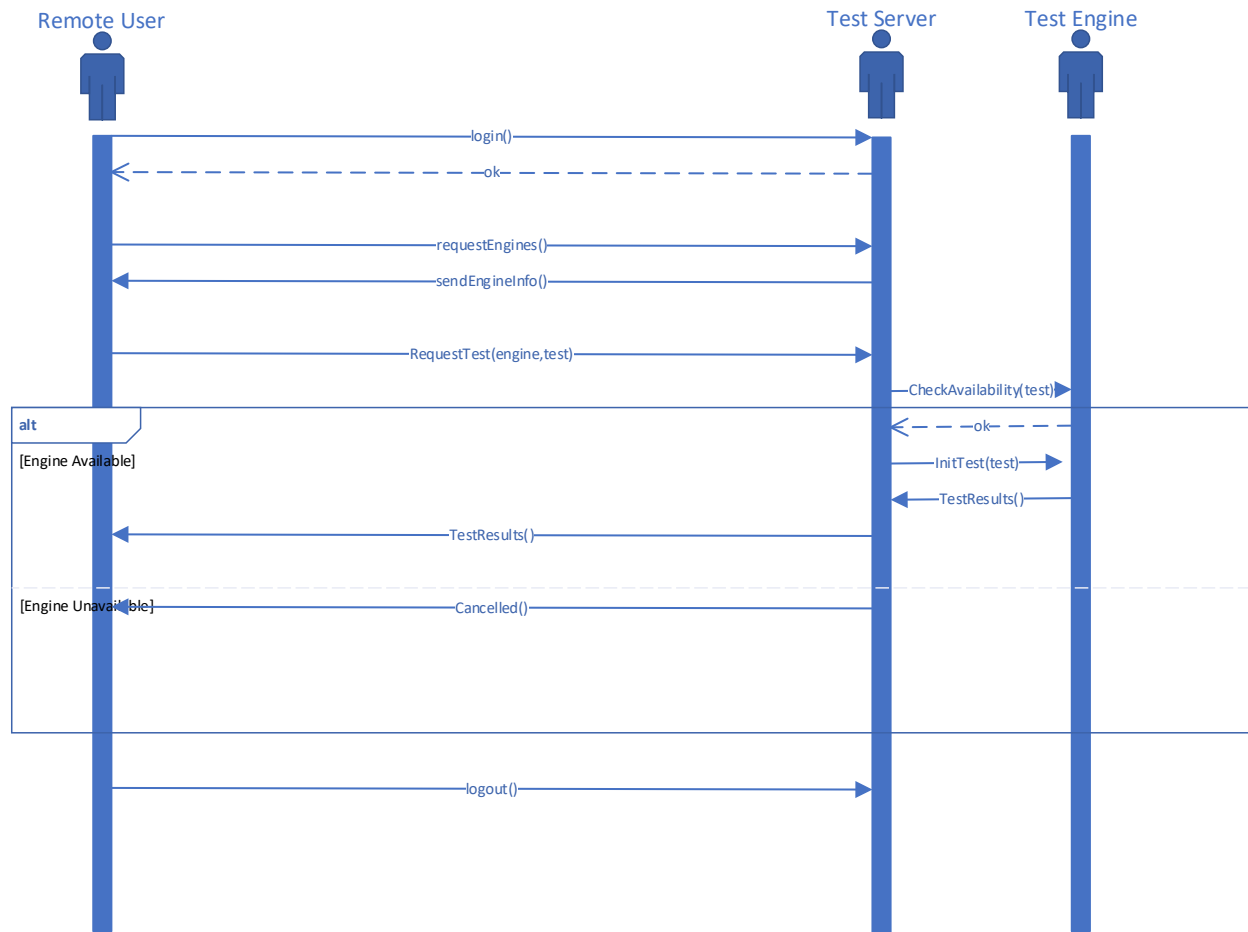 Remote User
Test Server
Test Engine
login()
ok
requestEngines()
sendEngineInfo()
RequestTest(engine,test)
CheckAvailability(test)
alt
ok
[Engine Available]
InitTest(test)
TestResults()
TestResults()
[Engine Unavailable]
Cancelled()
logout()